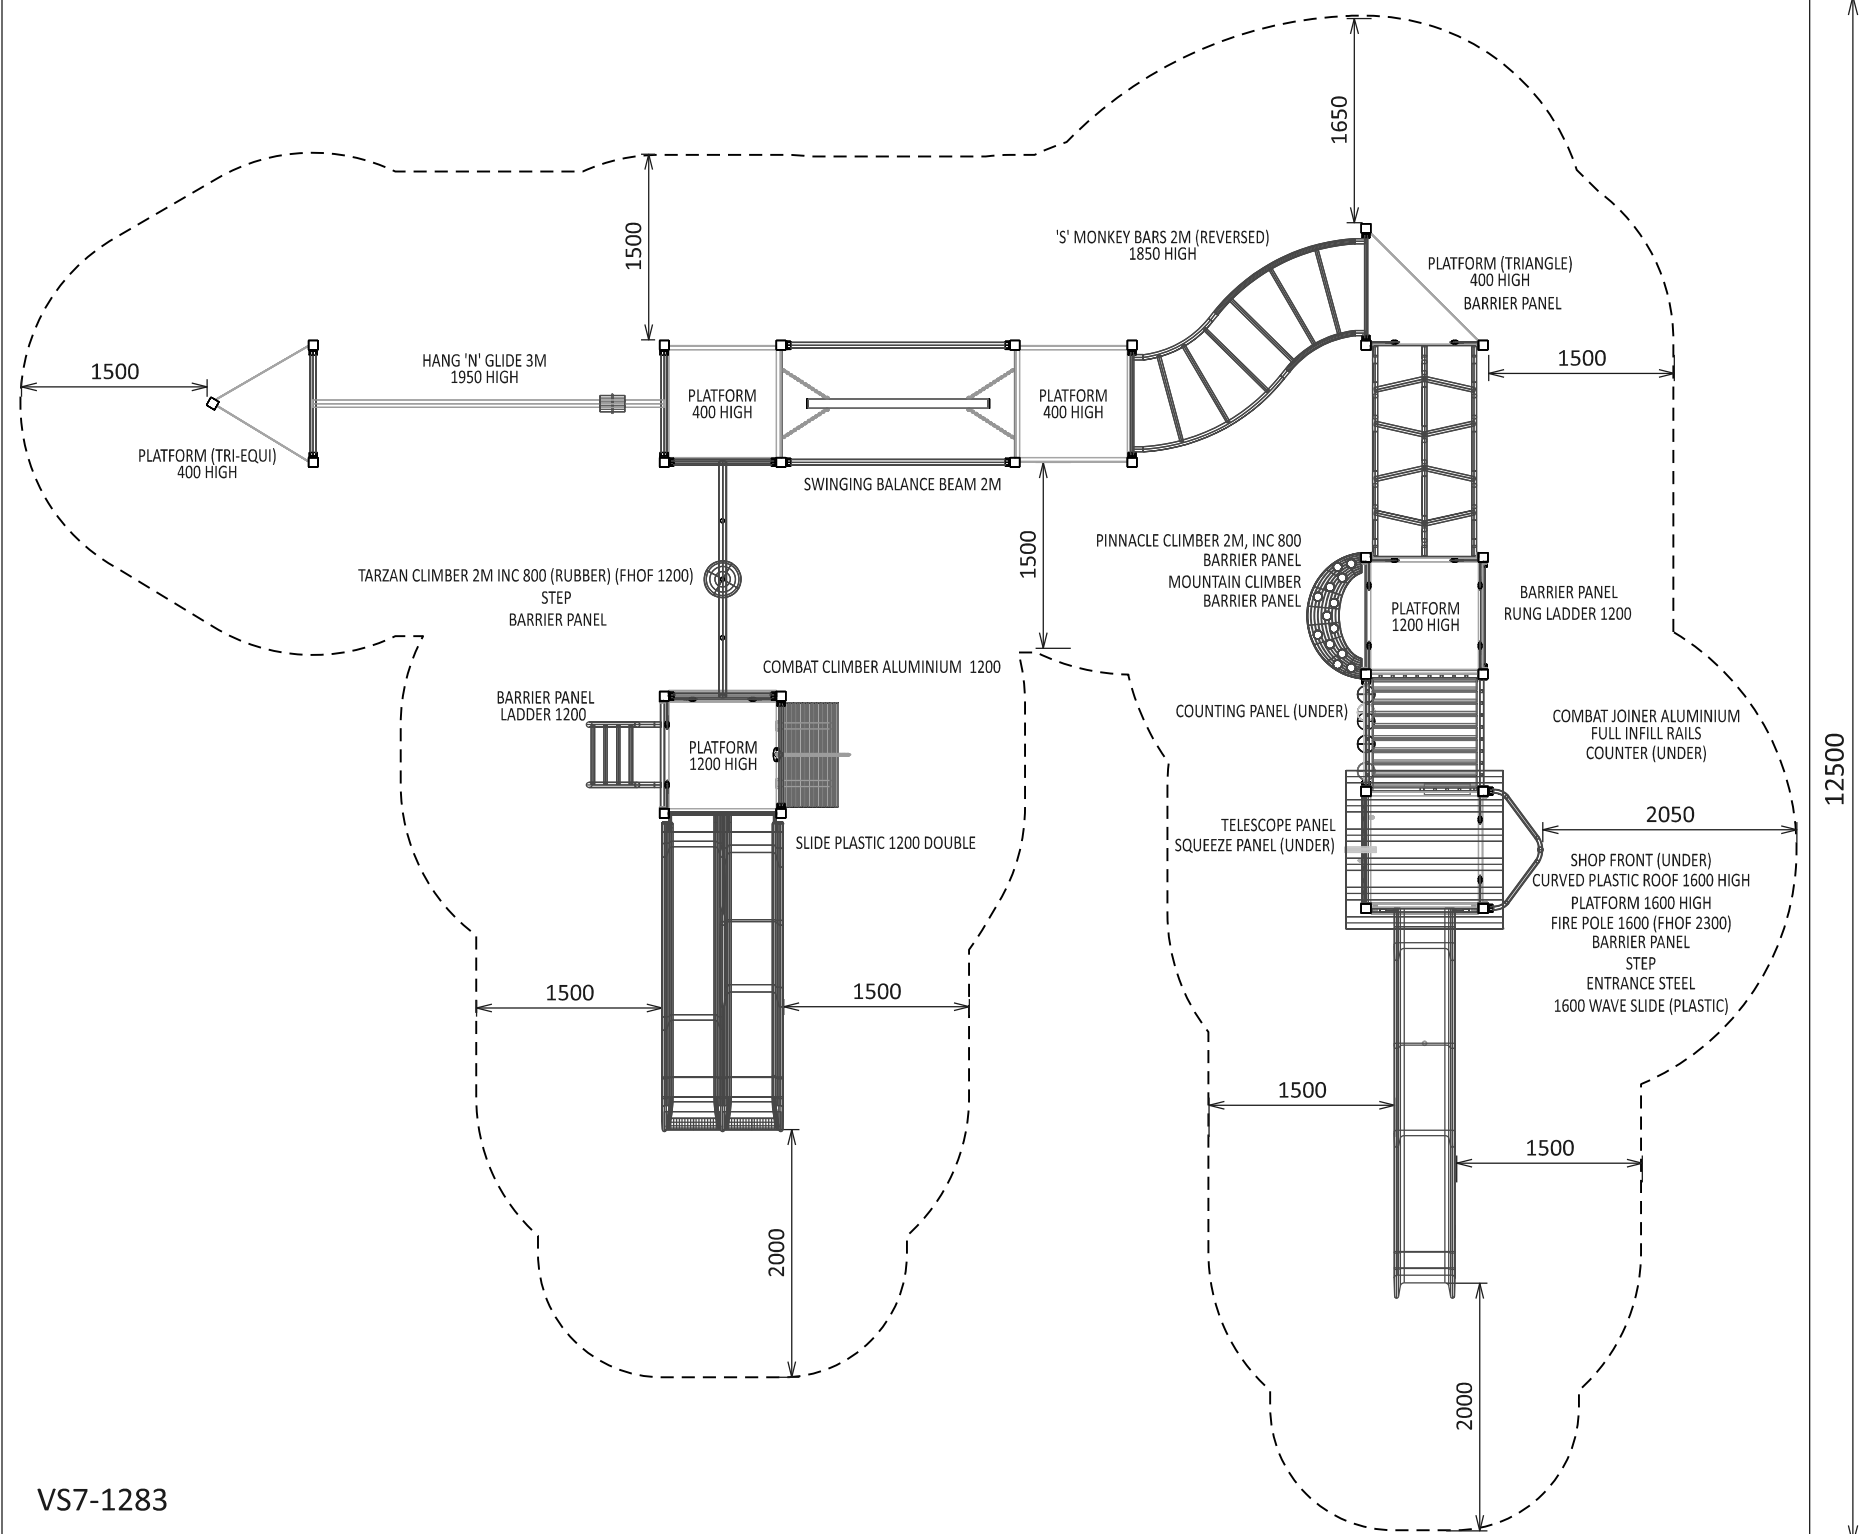 1650
1500
'S' MONKEY BARS 2M (REVERSED)
1850 HIGH
PLATFORM (TRIANGLE)
400 HIGH
BARRIER PANEL
1500
HANG 'N' GLIDE 3M
1950 HIGH
1500
PLATFORM
400 HIGH
PLATFORM
400 HIGH
PLATFORM (TRI-EQUI)
400 HIGH
SWINGING BALANCE BEAM 2M
1500
PINNACLE CLIMBER 2M, INC 800
BARRIER PANEL
MOUNTAIN CLIMBER
BARRIER PANEL
TARZAN CLIMBER 2M INC 800 (RUBBER) (FHOF 1200)
STEP
BARRIER PANEL
PLATFORM
1200 HIGH
BARRIER PANEL
RUNG LADDER 1200
COMBAT CLIMBER ALUMINIUM 1200
BARRIER PANEL
LADDER 1200
PLATFORM
1200 HIGH
COUNTING PANEL (UNDER)
COMBAT JOINER ALUMINIUM
FULL INFILL RAILS
COUNTER (UNDER)
12500
SLIDE PLASTIC 1200 DOUBLE
TELESCOPE PANEL
SQUEEZE PANEL (UNDER)
2050
SHOP FRONT (UNDER)
CURVED PLASTIC ROOF 1600 HIGH
PLATFORM 1600 HIGH
FIRE POLE 1600 (FHOF 2300)
BARRIER PANEL
STEP
ENTRANCE STEEL
1600 WAVE SLIDE (PLASTIC)
1500
1500
1500
1500
2000
2000
VS7-1283